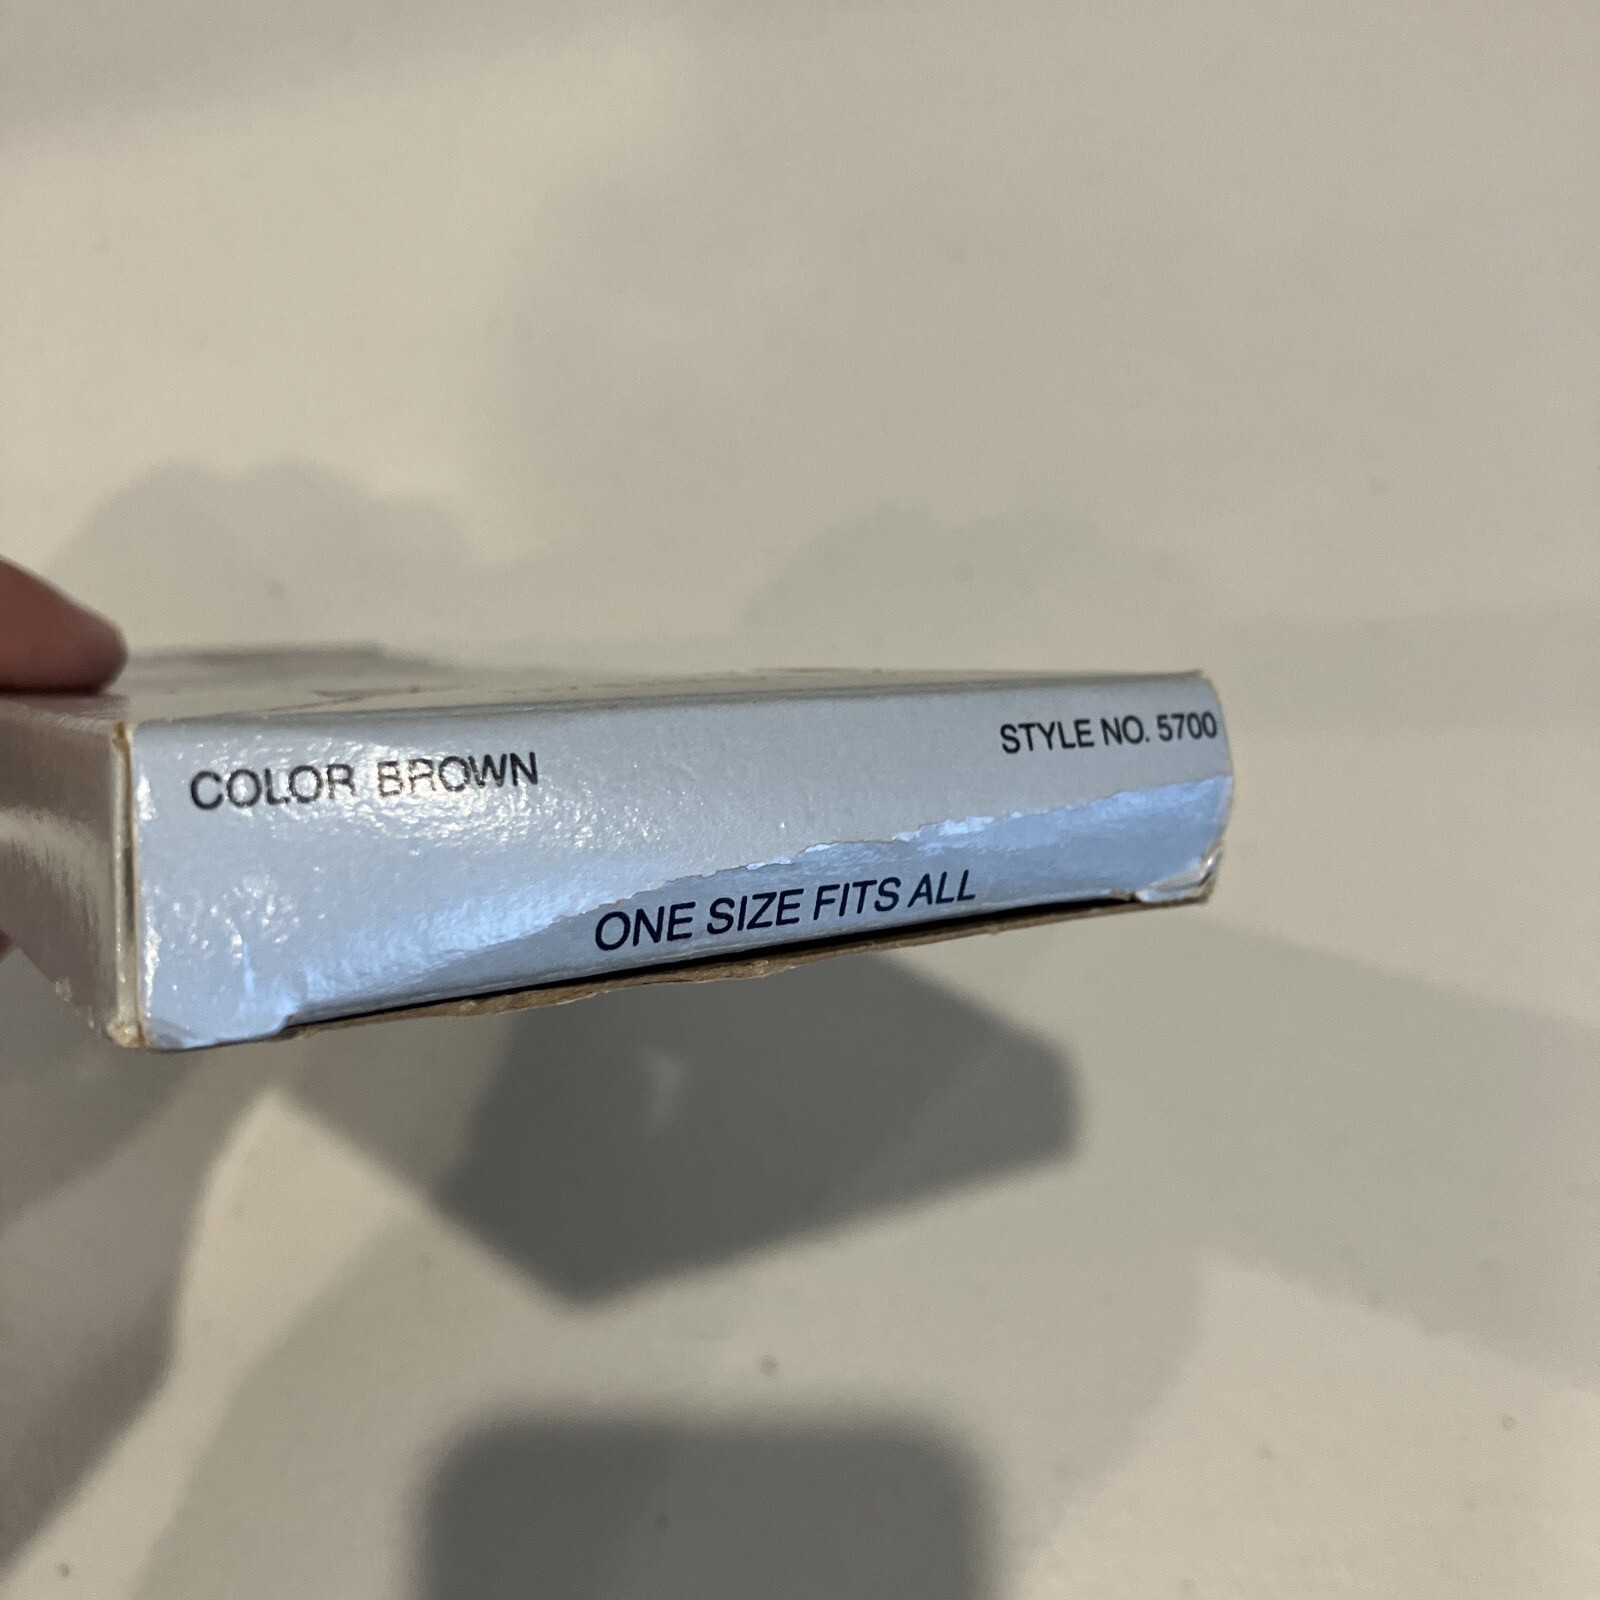 COLOR BROWN
STYLE NO. 5700
ONE SIZE FITS ALL